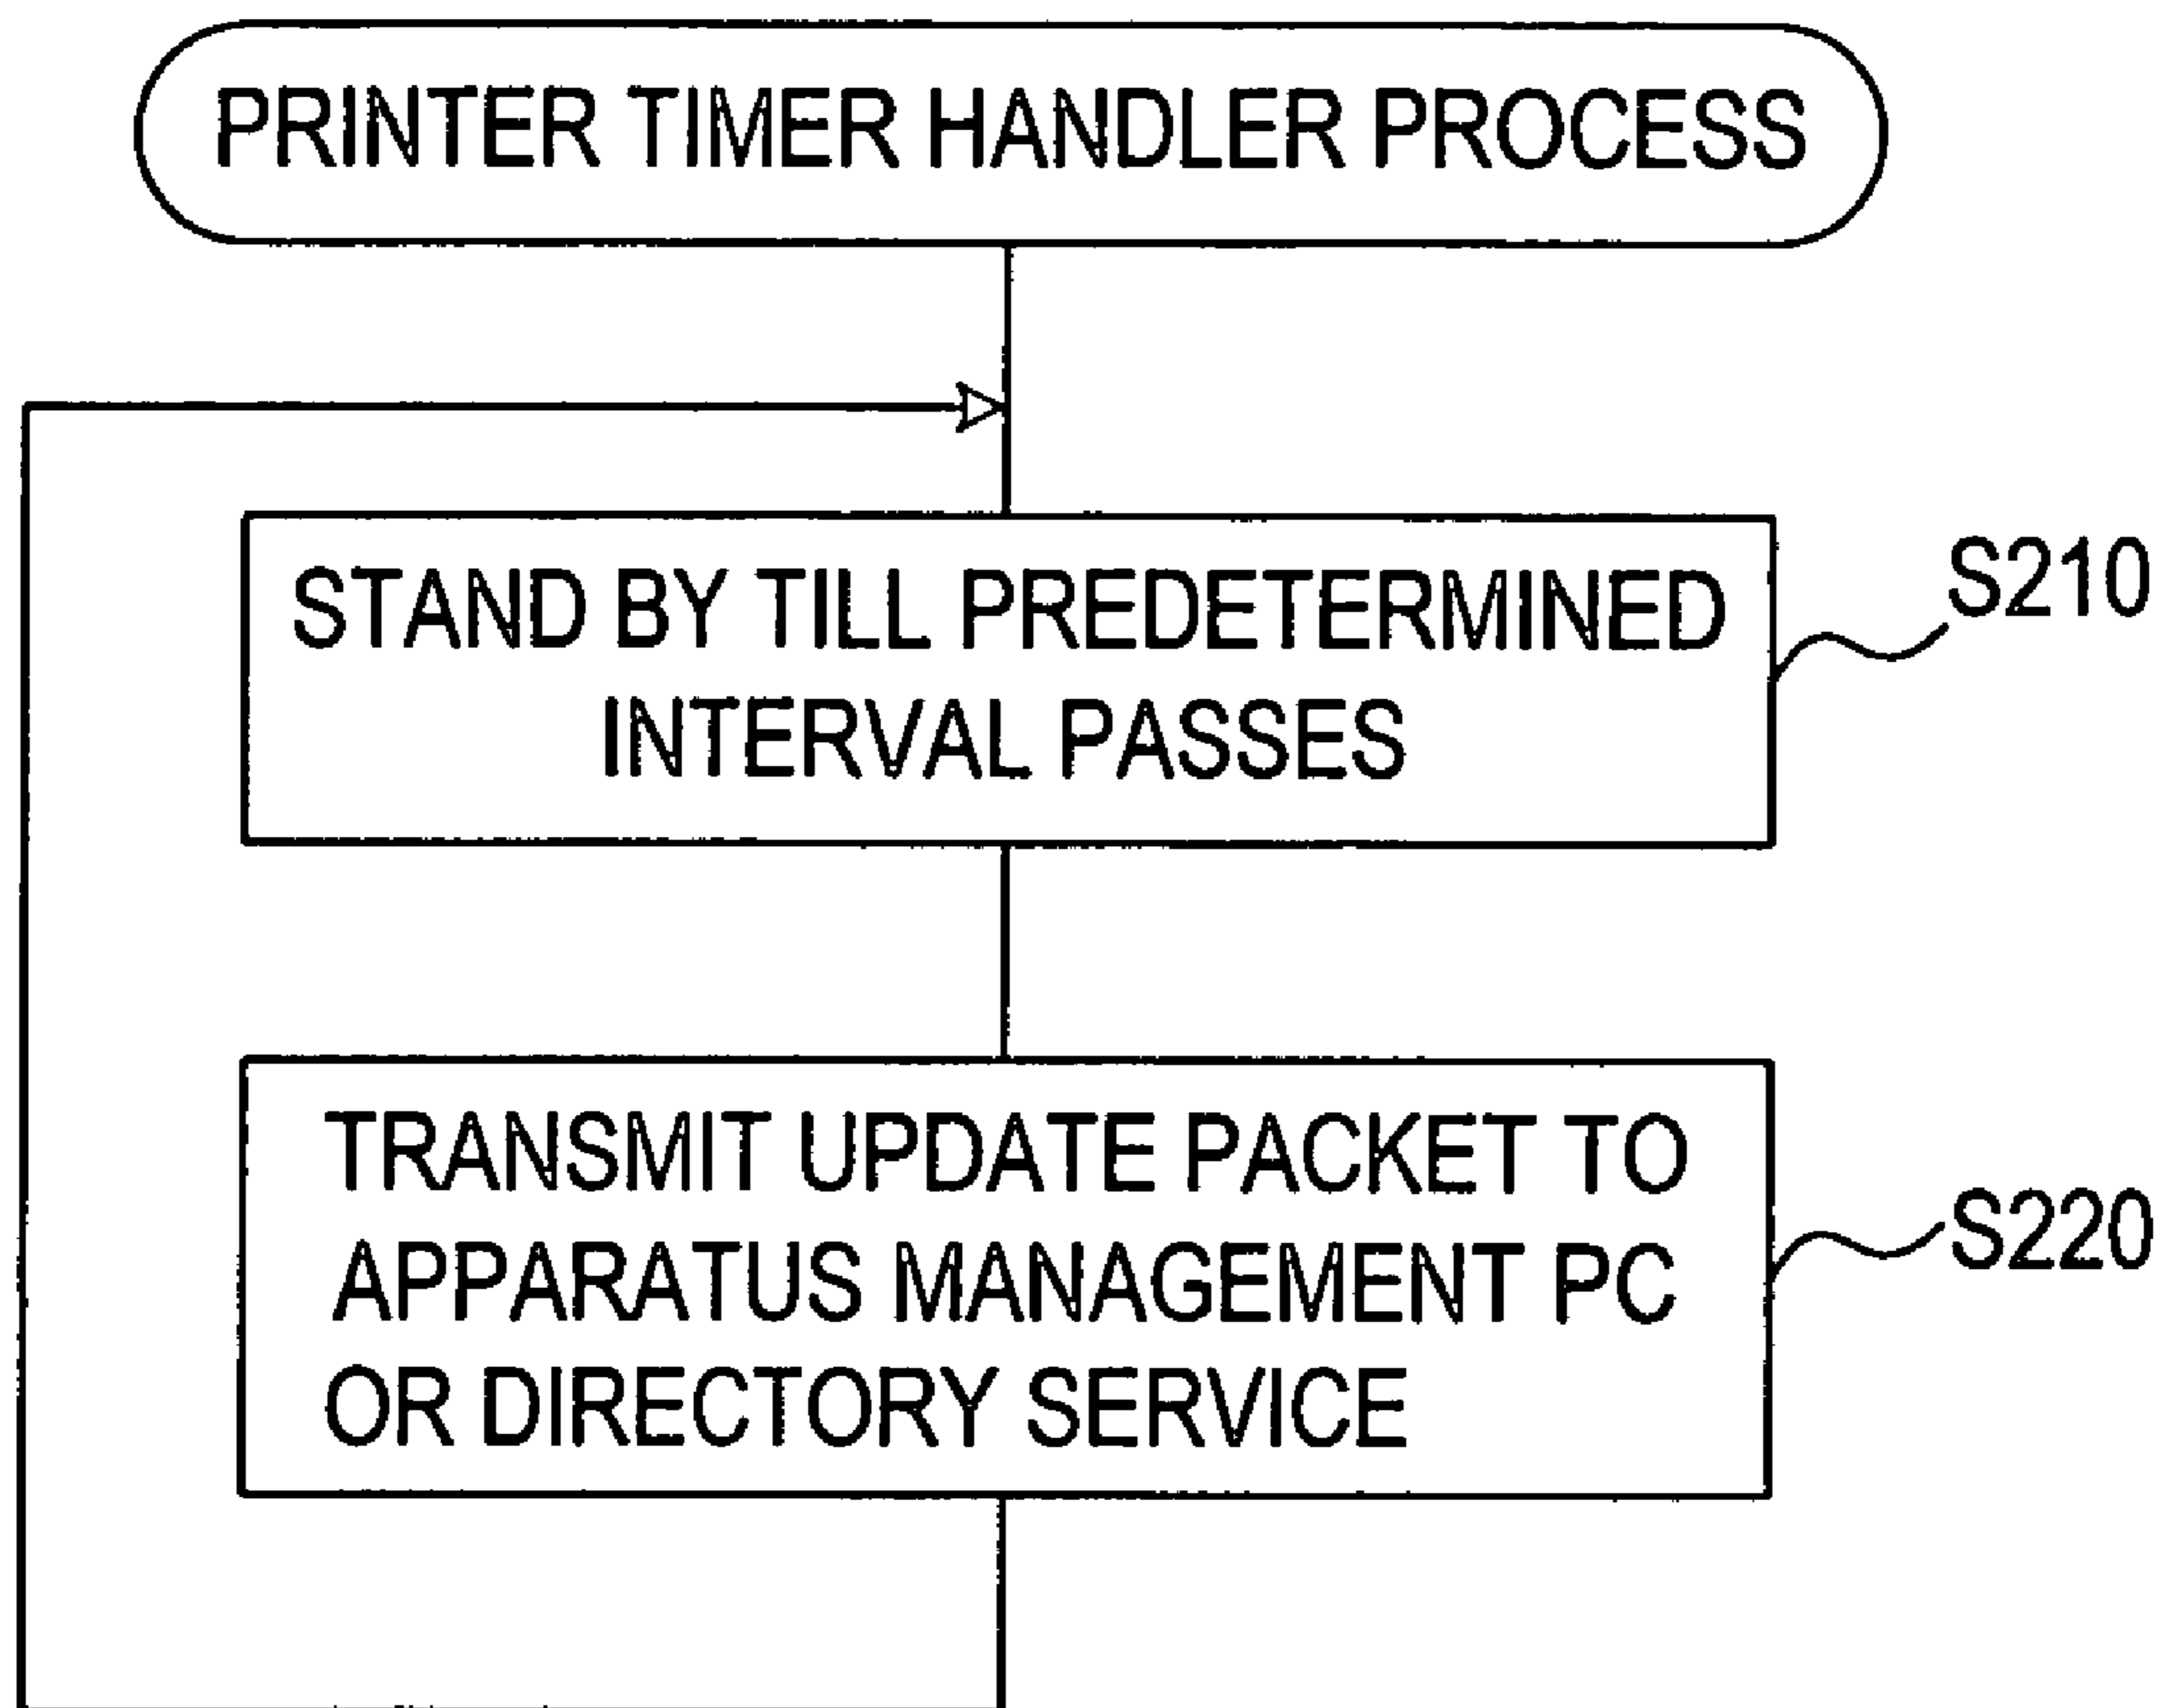 PRINTER TIMER HANDLER PROCESS
STAND BY TILL PREDETERMINED
INTERVAL PASSES
S210
TRANSMIT UPDATE PACKET TO
APPARATUS MANAGEMENT PC
OR DIRECTORY SERVICE
S220